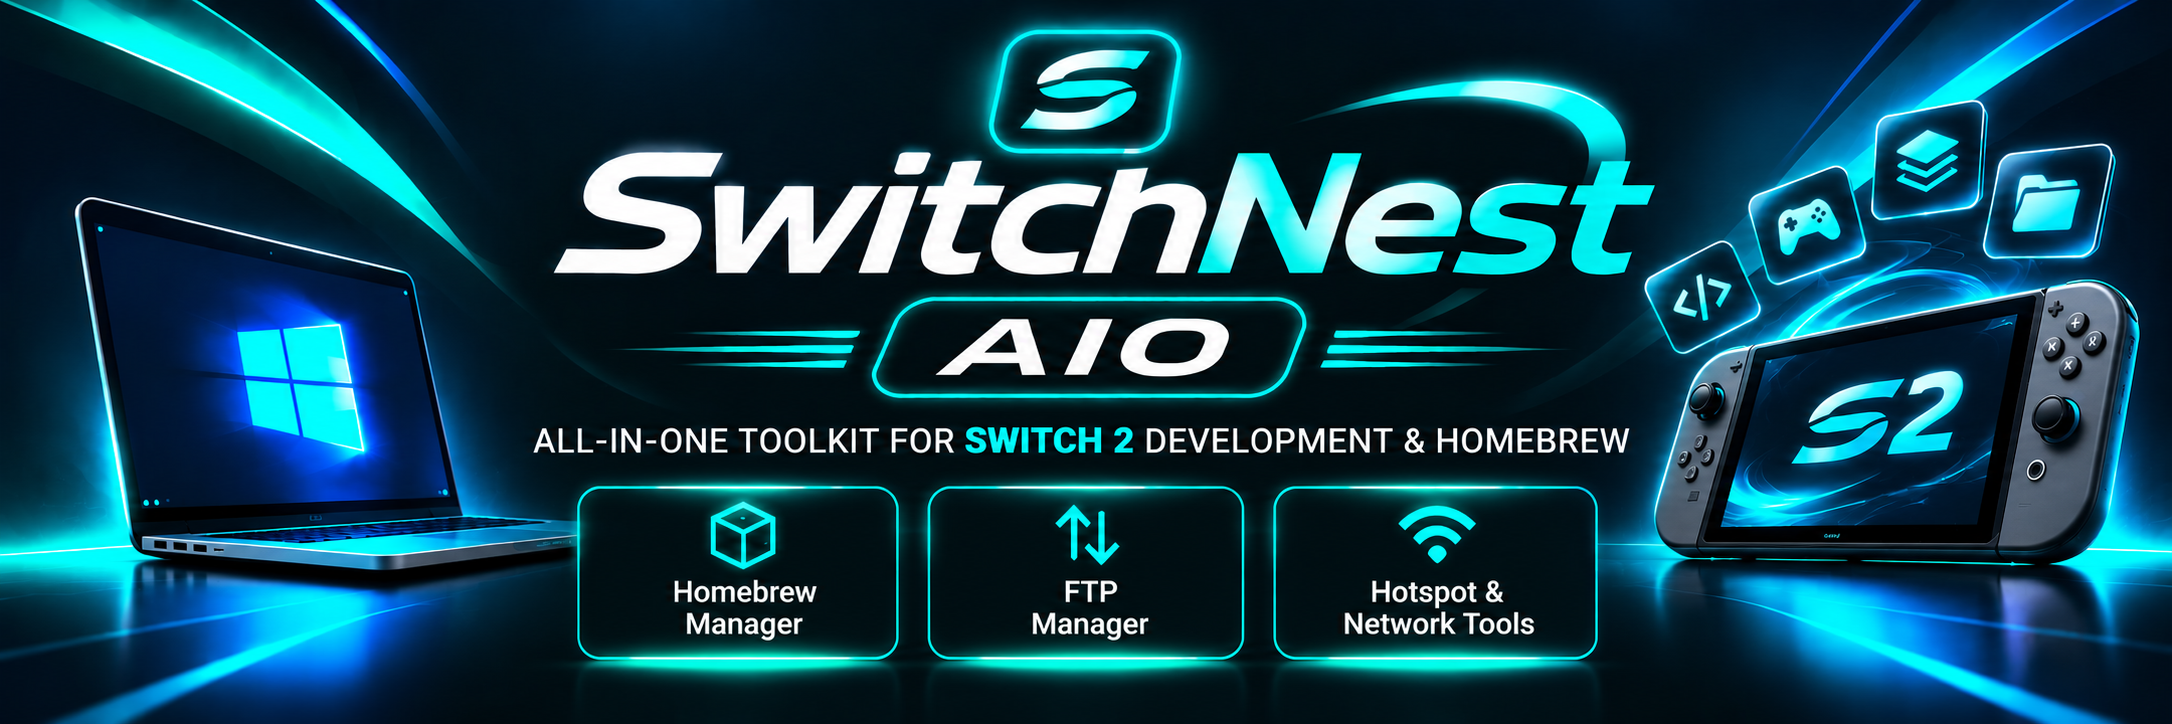 S
SwitchNest
AIO
ALL-IN-ONE TOOLKIT FOR SWITCH 2 DEVELOPMENT & HOMEBREW
Homebrew
Manager
FTP
Manager
Hotspot &
Network Tools
</>
S2